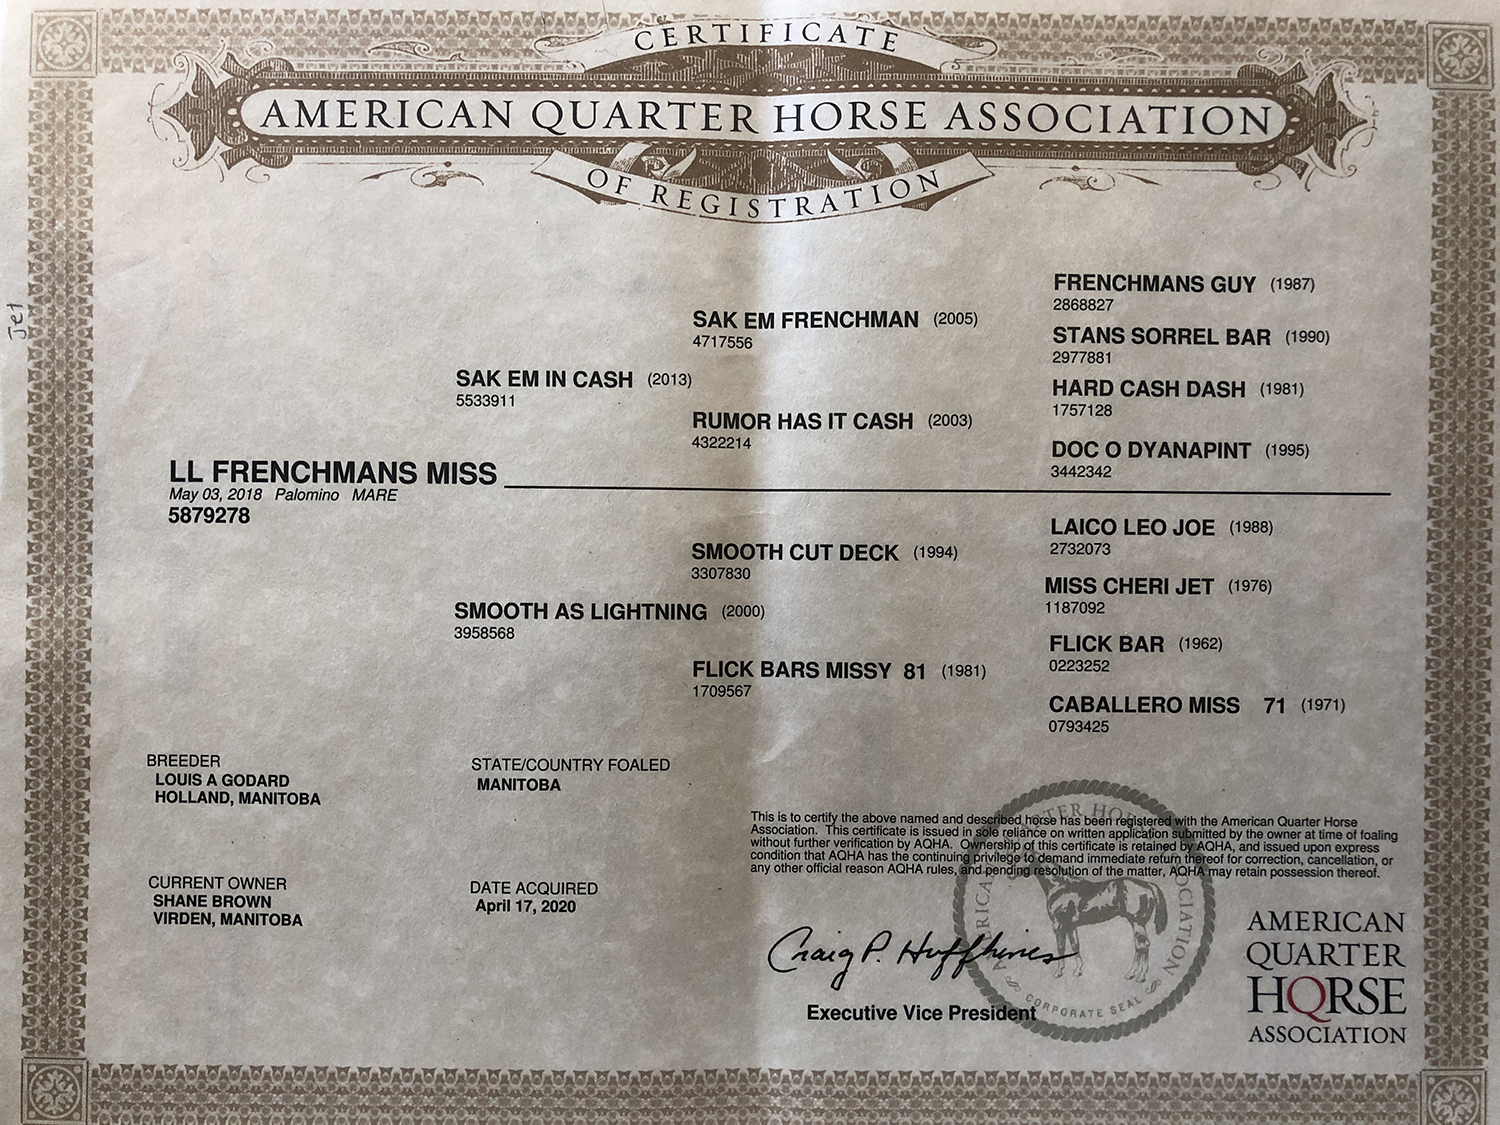 CERTIFICATE
AMERICAN QUARTER HORSE ASSOCIATION
OF REGISTRATION
Jet
FRENCHMANS GUY (1987)
2868827
SAK EM FRENCHMAN (2005)
4717556
STANS SORREL BAR (1990)
2977881
SAK EM IN CASH (2013)
5533911
HARD CASH DASH (1981)
1757128
RUMOR HAS IT CASH (2003)
4322214
DOC O DYANAPINT (1995)
3442342
LL FRENCHMANS MISS
May 03, 2018 Palomino MARE
5879278
LAICO LEO JOE (1988)
2732073
SMOOTH CUT DECK (1994)
3307830
MISS CHERI JET (1976)
1187092
SMOOTH AS LIGHTNING (2000)
3958568
FLICK BAR (1962)
0223252
FLICK BARS MISSY 81 (1981)
1709567
CABALLERO MISS 71 (1971)
0793425
BREEDER
LOUIS A GODARD
HOLLAND, MANITOBA
STATE/COUNTRY FOALED
MANITOBA
CURRENT OWNER
SHANE BROWN
VIRDEN, MANITOBA
DATE ACQUIRED
April 17, 2020
This is to certify the above named and described horse has been registered with the American Quarter Horse
Association. This certificate is issued in sole reliance on written application submitted by the owner at time of foaling
without further verification by AQHA. Ownership of this certificate is retained by AQHA, and issued upon express
condition that AQHA has the continuing privilege to demand immediate return thereof for correction, cancellation, or
any other official reason AQHA rules, and pending resolution of the matter, AQHA may retain possession thereof.
Craig P. Huffhines
Executive Vice President
AMERICAN QUARTER HORSE ASSOCIATION
CORPORATE SEAL
AMERICAN
QUARTER
HORSE
ASSOCIATION